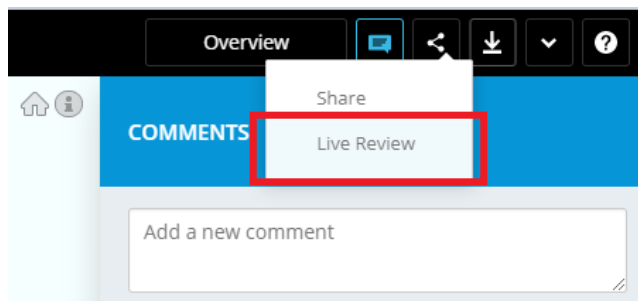 Overview
Share
COMMENTS
Live Review
Add a new comment